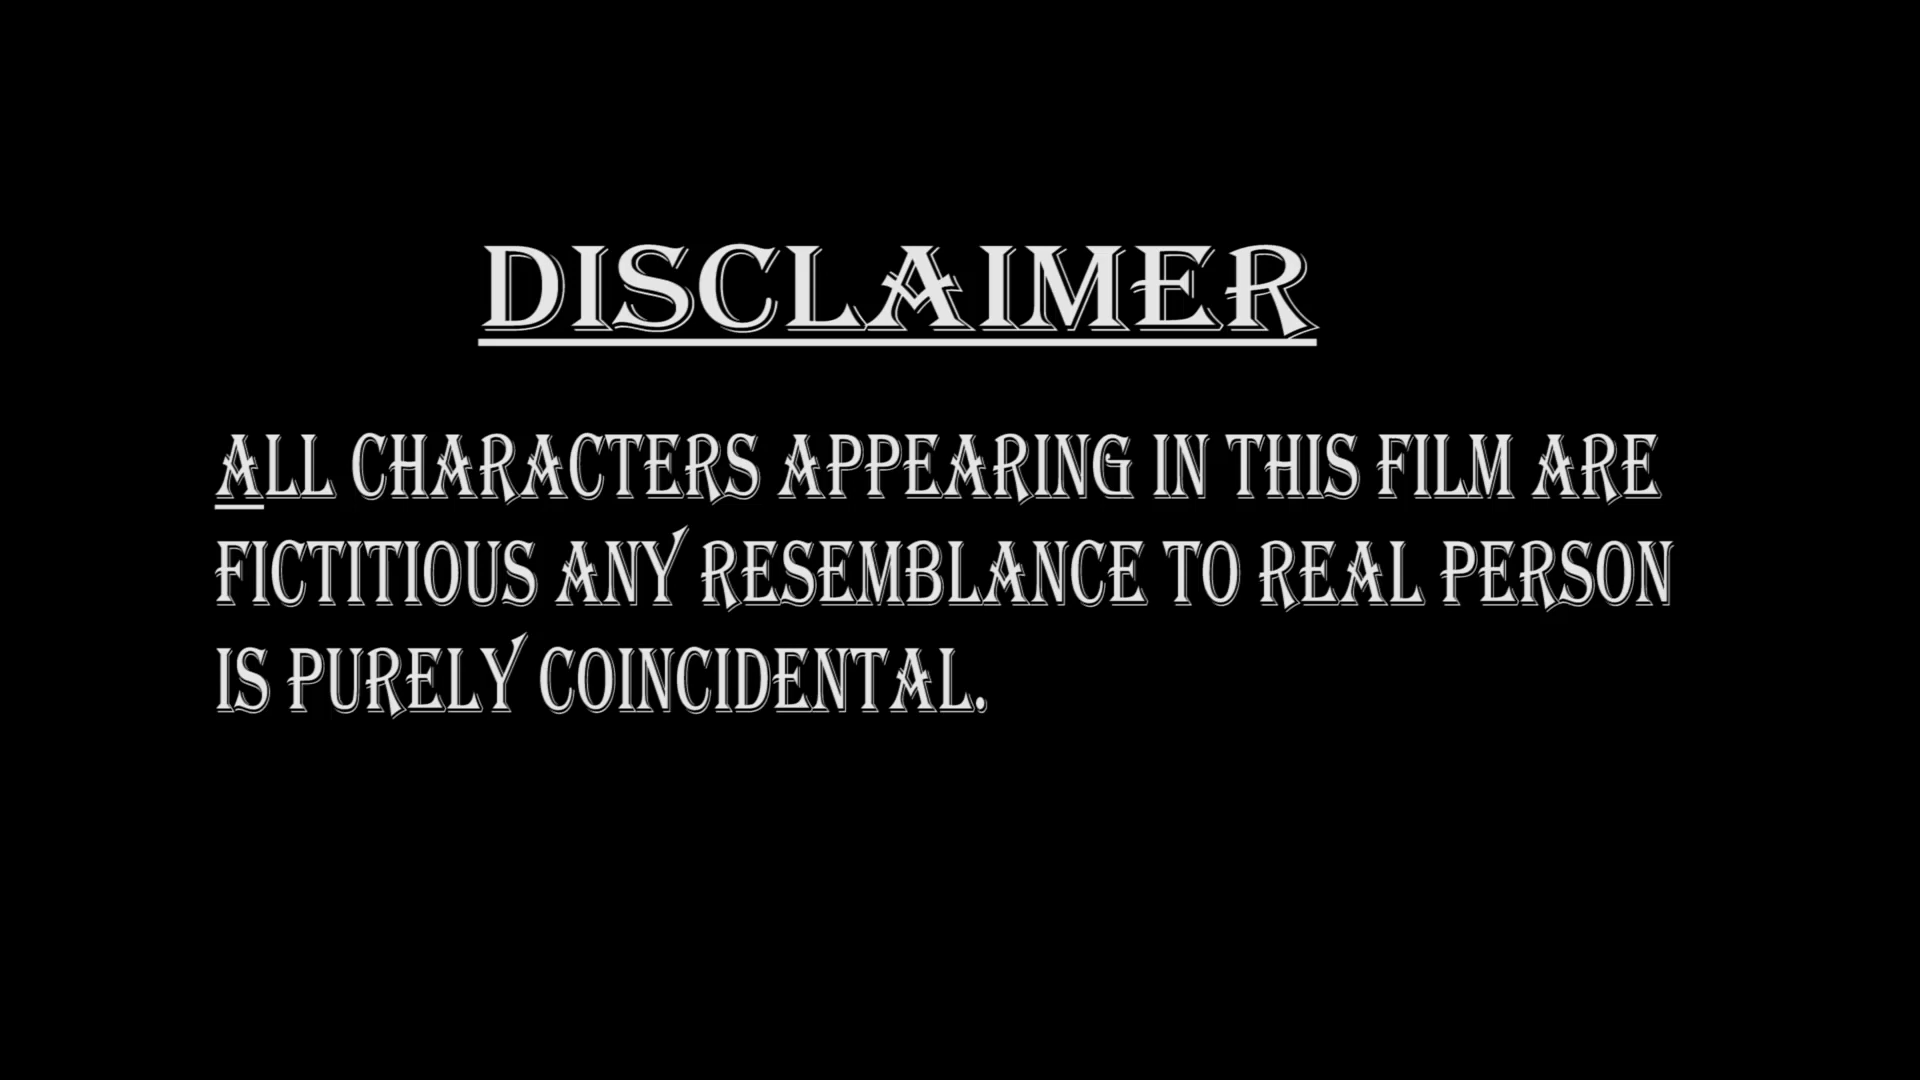 DISCLAIMER
ALL CHARACTERS APPEARING IN THIS FILM ARE
FICTITIOUS ANY RESEMBLANCE TO REAL PERSON
IS PURELY COINCIDENTAL.